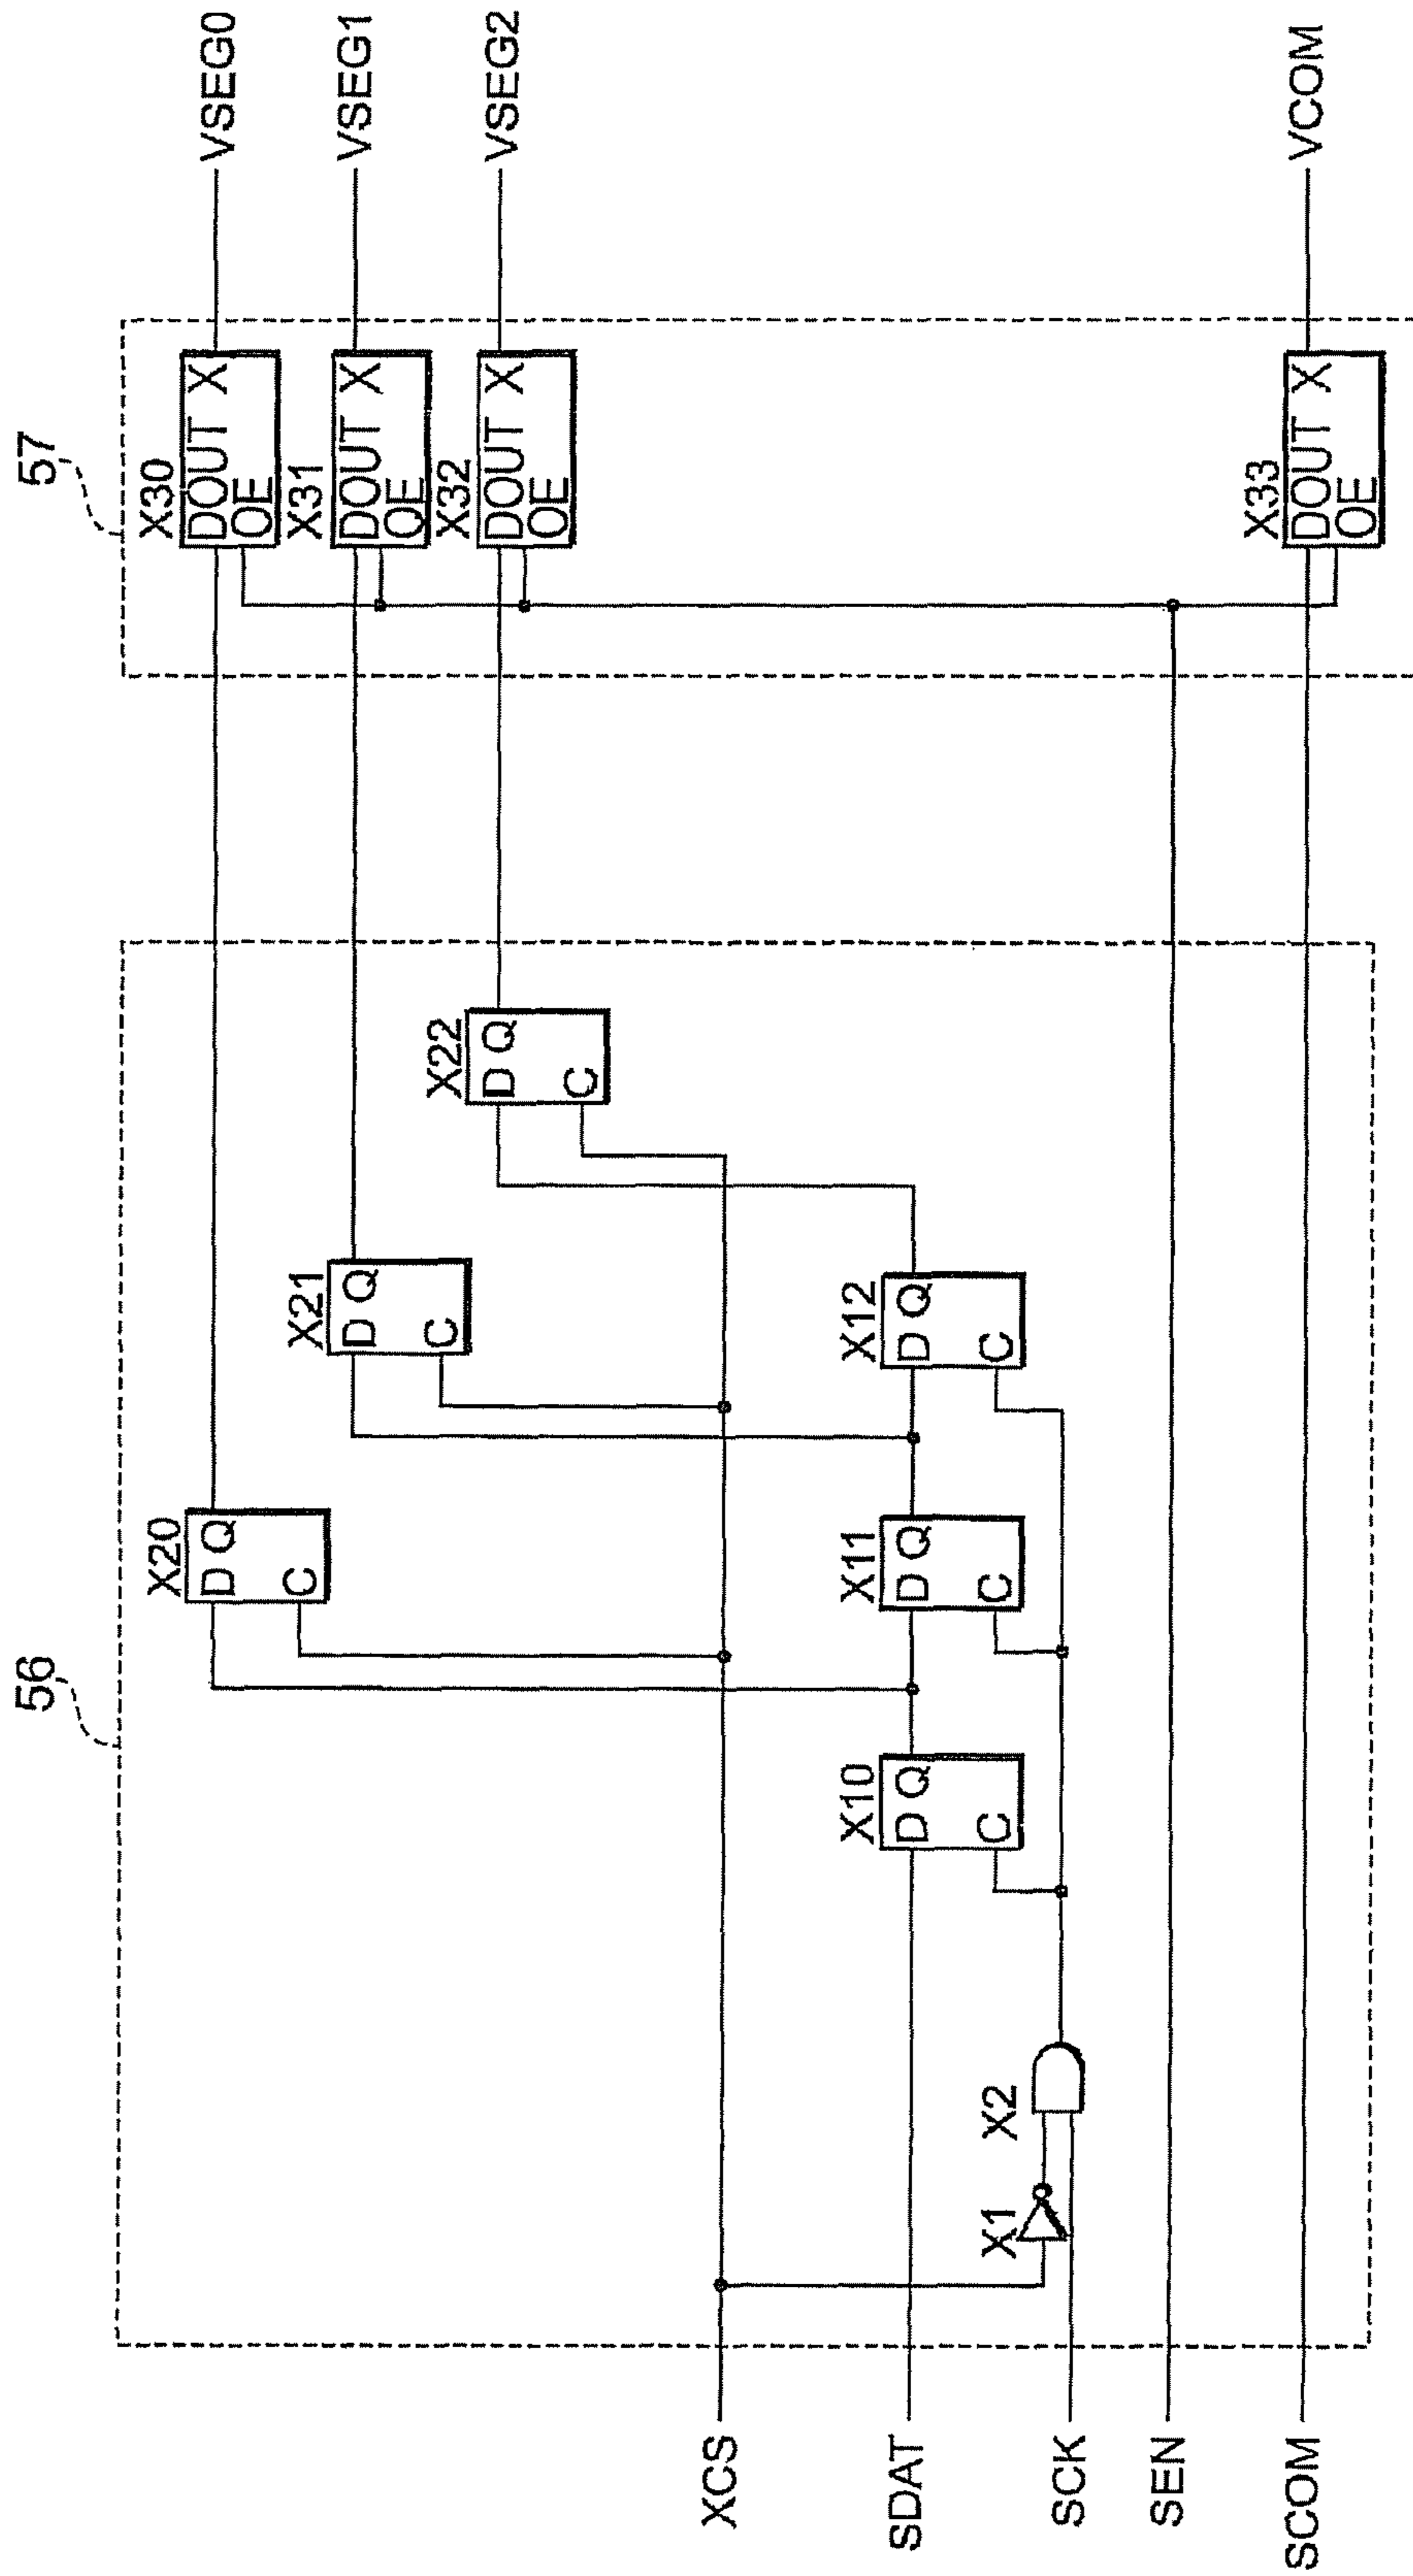 56
57
X20
D Q
C
X21
D Q
C
X22
D Q
C
X30
DOUT X
OE
X31
DOUT X
OE
X32
DOUT X
OE
X33
DOUT X
OE
VSEG0
VSEG1
VSEG2
VCOM
XCS
SDAT
SCK
SEN
SCOM
X1
X2
X10
D Q
C
X11
D Q
C
X12
D Q
C